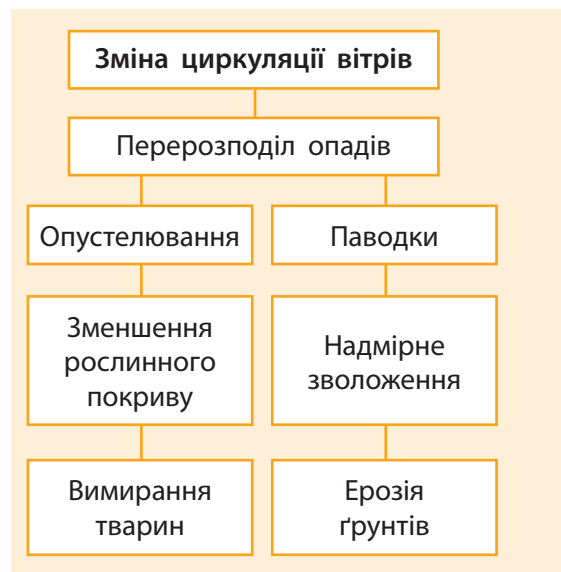 Зміна циркуляції вітрів
Перерозподіл опадів
Опустелювання
Паводки
Зменшення
рослинного
покриву
Надмірне
зволоження
Вимирання
тварин
Ерозія
ґрунтів